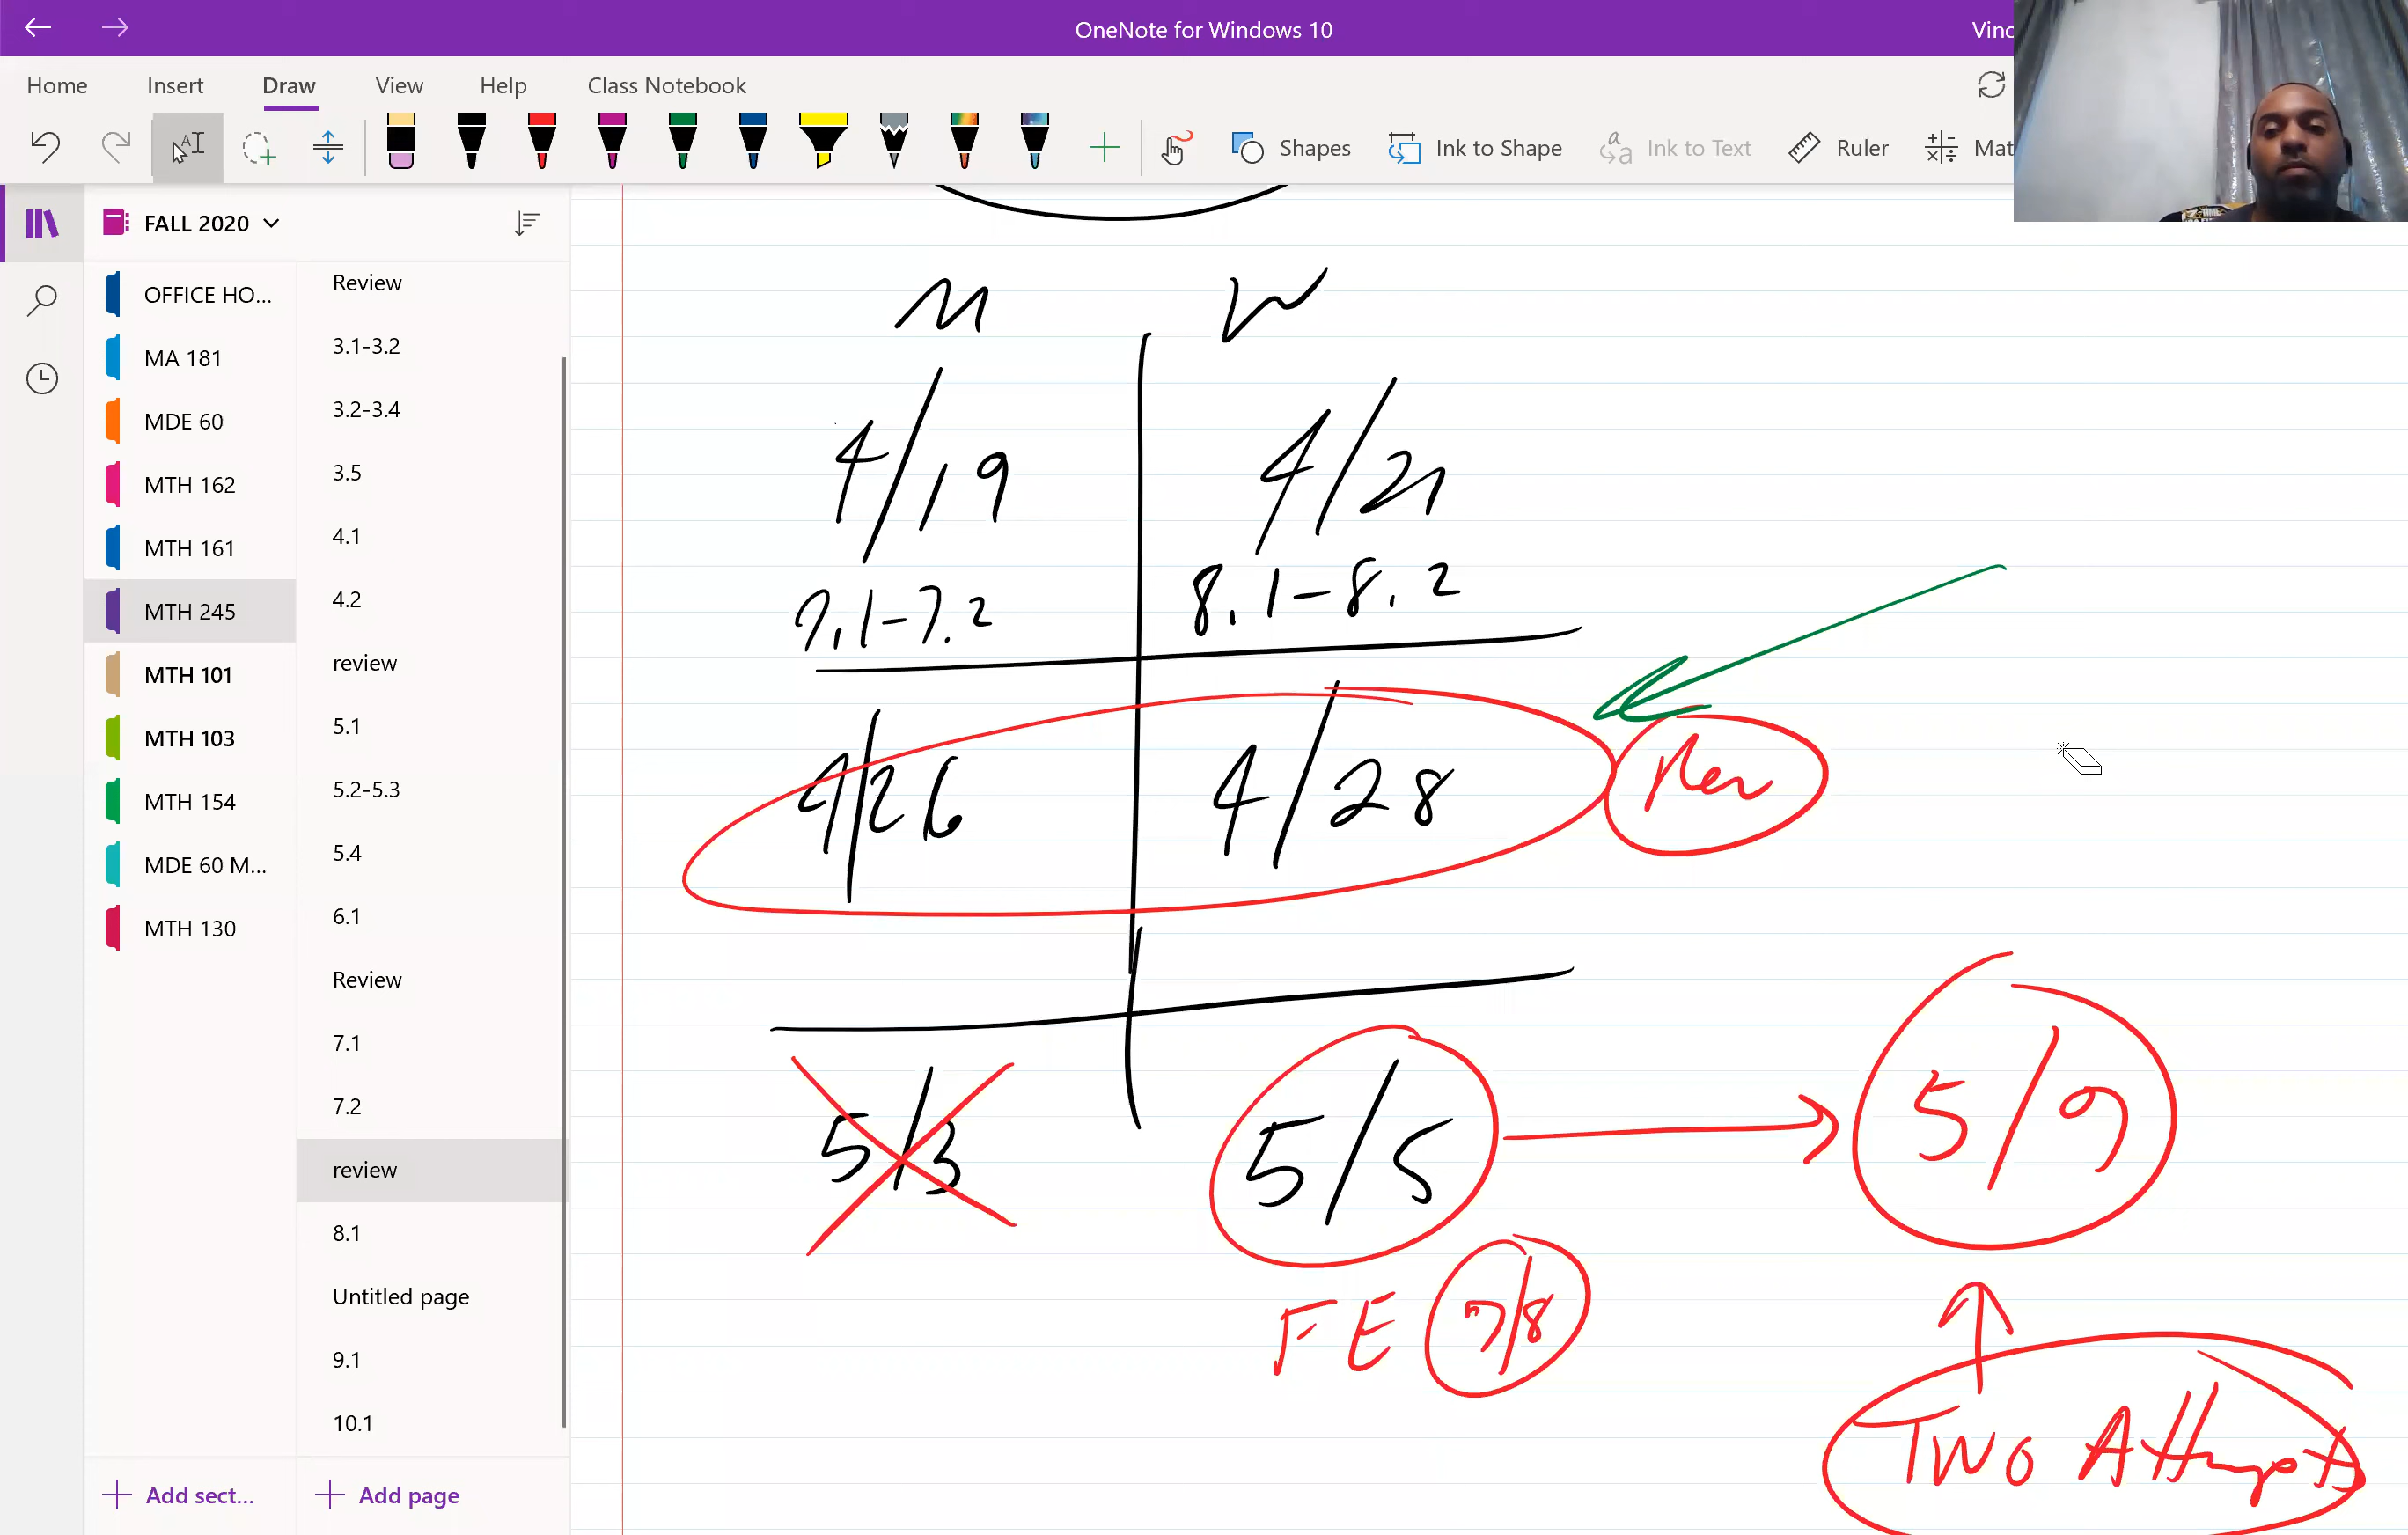 OneNote for Windows 10
Vinc
Home Insert Draw View Help Class Notebook
Shapes Ink to Shape Ink to Text Ruler Mat
FALL 2020
OFFICE HO...
MA 181
MDE 60
MTH 162
MTH 161
MTH 245
MTH 101
MTH 103
MTH 154
MDE 60 M...
MTH 130
Add sect...
Review
3.1-3.2
3.2-3.4
3.5
4.1
4.2
review
5.1
5.2-5.3
5.4
6.1
Review
7.1
7.2
review
8.1
Untitled page
9.1
10.1
Add page
M W
4/19 4/21
7.1-7.2 8.1-8.2
4/26 4/28 Rev
5/3 5/5 5/9
FE 7/8
Two Attempts